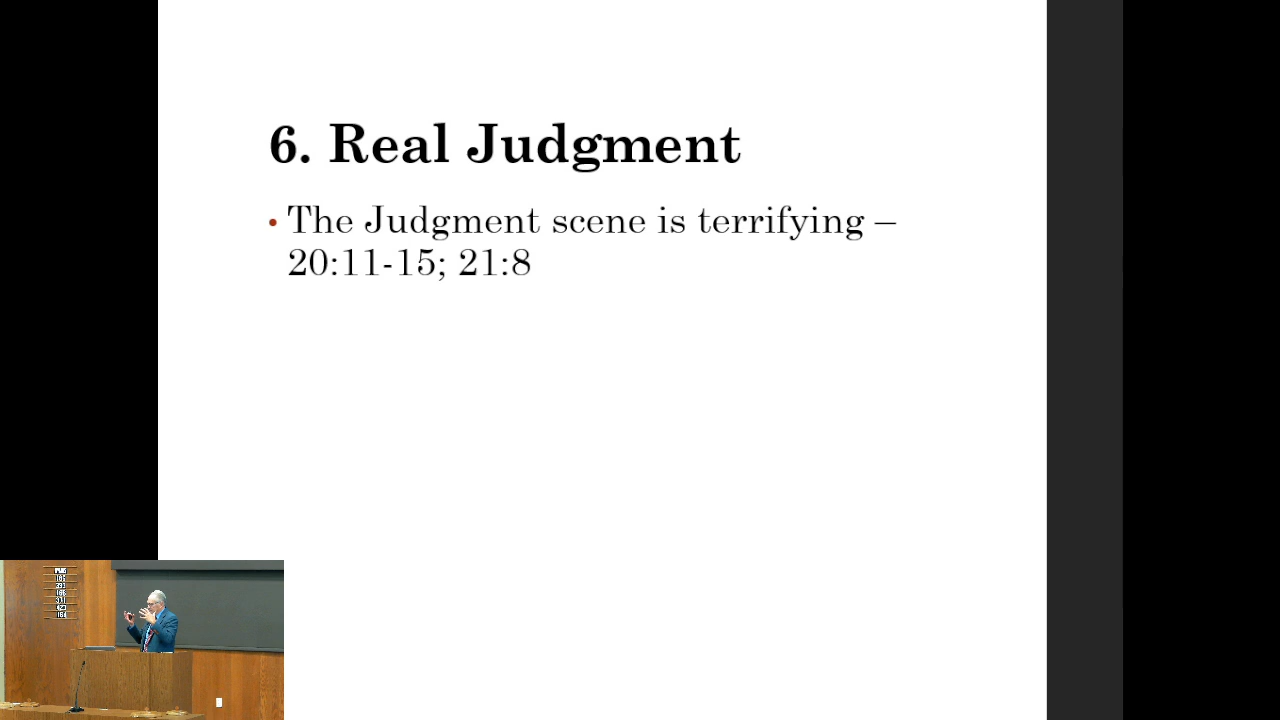 6. Real Judgment
• The Judgment scene is terrifying –
20:11-15; 21:8